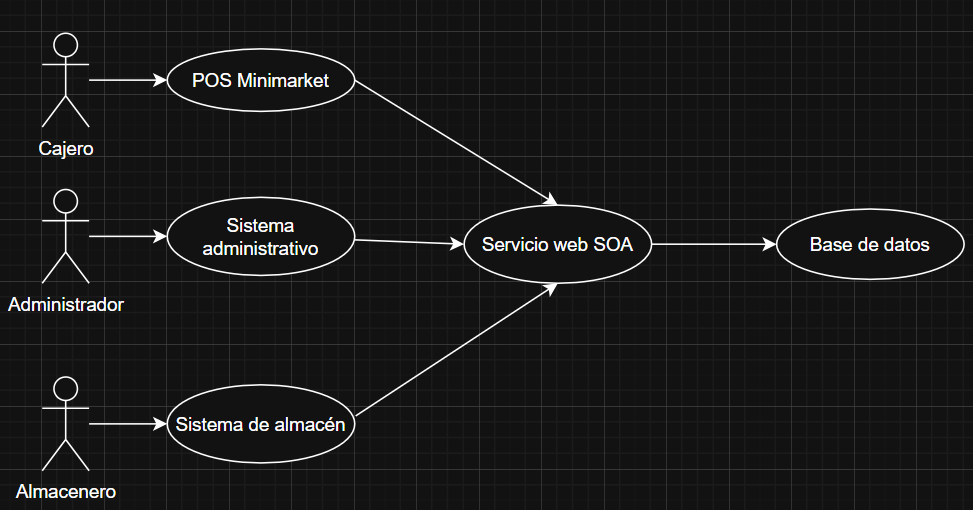 POS Minimarket
Cajero
Sistema
administrativo
Servicio web SOA
Base de datos
Administrador
Sistema de almacén
Almacenero